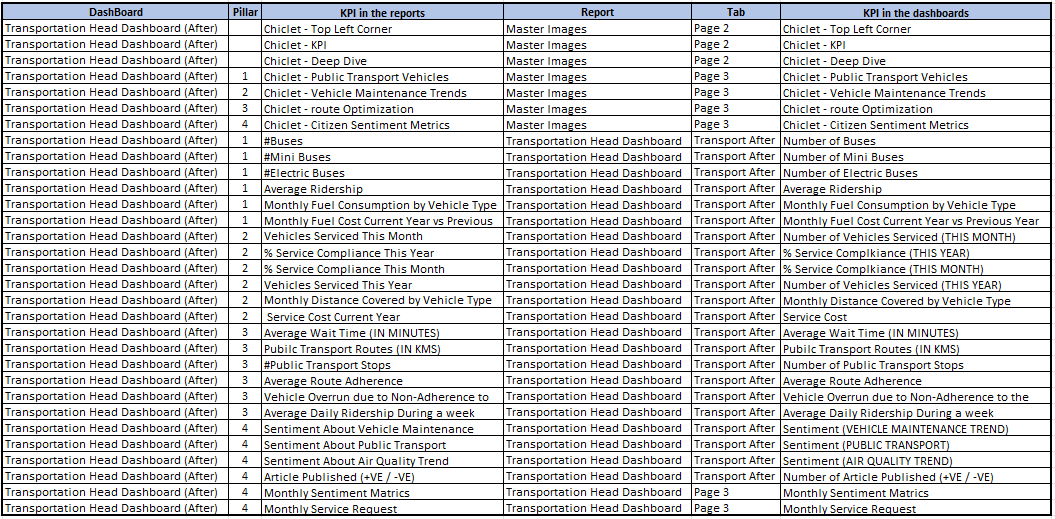 DashBoard Pillar KPI in the reports Report Tab KPI in the dashboards
Transportation Head Dashboard (After) Chiclet - Top Left Corner Master Images Page 2 Chiclet - Top Left Corner
Transportation Head Dashboard (After) Chiclet - KPI Master Images Page 2 Chiclet - KPI
Transportation Head Dashboard (After) Chiclet - Deep Dive Master Images Page 2 Chiclet - Deep Dive
Transportation Head Dashboard (After) 1 Chiclet - Public Transport Vehicles Master Images Page 3 Chiclet - Public Transport Vehicles
Transportation Head Dashboard (After) 2 Chiclet - Vehicle Maintenance Trends Master Images Page 3 Chiclet - Vehicle Maintenance Trends
Transportation Head Dashboard (After) 3 Chiclet - route Optimization Master Images Page 3 Chiclet - route Optimization
Transportation Head Dashboard (After) 4 Chiclet - Citizen Sentiment Metrics Master Images Page 3 Chiclet - Citizen Sentiment Metrics
Transportation Head Dashboard (After) 1 #Buses Transportation Head Dashboard Transport After Number of Buses
Transportation Head Dashboard (After) 1 #Mini Buses Transportation Head Dashboard Transport After Number of Mini Buses
Transportation Head Dashboard (After) 1 #Electric Buses Transportation Head Dashboard Transport After Number of Electric Buses
Transportation Head Dashboard (After) 1 Average Ridership Transportation Head Dashboard Transport After Average Ridership
Transportation Head Dashboard (After) 1 Monthly Fuel Consumption by Vehicle Type Transportation Head Dashboard Transport After Monthly Fuel Consumption by Vehicle Type
Transportation Head Dashboard (After) 1 Monthly Fuel Cost Current Year vs Previous Transportation Head Dashboard Transport After Monthly Fuel Cost Current Year vs Previous Year
Transportation Head Dashboard (After) 2 Vehicles Serviced This Month Transportation Head Dashboard Transport After Number of Vehicles Serviced (THIS MONTH)
Transportation Head Dashboard (After) 2 % Service Compliance This Year Transportation Head Dashboard Transport After % Service Complkiance (THIS YEAR)
Transportation Head Dashboard (After) 2 % Service Compliance This Month Transportation Head Dashboard Transport After % Service Complkiance (THIS MONTH)
Transportation Head Dashboard (After) 2 Vehicles Serviced This Year Transportation Head Dashboard Transport After Number of Vehicles Serviced (THIS YEAR)
Transportation Head Dashboard (After) 2 Monthly Distance Covered by Vehicle Type Transportation Head Dashboard Transport After Monthly Distance Covered by Vehicle Type
Transportation Head Dashboard (After) 2 Service Cost Current Year Transportation Head Dashboard Transport After Service Cost
Transportation Head Dashboard (After) 3 Average Wait Time (IN MINUTES) Transportation Head Dashboard Transport After Average Wait Time (IN MINUTES)
Transportation Head Dashboard (After) 3 Pubilc Transport Routes (IN KMS) Transportation Head Dashboard Transport After Pubilc Transport Routes (IN KMS)
Transportation Head Dashboard (After) 3 #Public Transport Stops Transportation Head Dashboard Transport After Number of Public Transport Stops
Transportation Head Dashboard (After) 3 Average Route Adherence Transportation Head Dashboard Transport After Average Route Adherence
Transportation Head Dashboard (After) 3 Vehicle Overrun due to Non-Adherence to Transportation Head Dashboard Transport After Vehicle Overrun due to Non-Adherence to the
Transportation Head Dashboard (After) 3 Average Daily Ridership During a week Transportation Head Dashboard Transport After Average Daily Ridership During a week
Transportation Head Dashboard (After) 4 Sentiment About Vehicle Maintenance Transportation Head Dashboard Transport After Sentiment (VEHICLE MAINTENANCE TREND)
Transportation Head Dashboard (After) 4 Sentiment About Public Transport Transportation Head Dashboard Transport After Sentiment (PUBLIC TRANSPORT)
Transportation Head Dashboard (After) 4 Sentiment About Air Quality Trend Transportation Head Dashboard Transport After Sentiment (AIR QUALITY TREND)
Transportation Head Dashboard (After) 4 Article Published (+VE / -VE) Transportation Head Dashboard Transport After Number of Article Published (+VE / -VE)
Transportation Head Dashboard (After) 4 Monthly Sentiment Matrics Transportation Head Dashboard Page 3 Monthly Sentiment Matrics
Transportation Head Dashboard (After) 4 Monthly Service Request Transportation Head Dashboard Page 3 Monthly Service Request